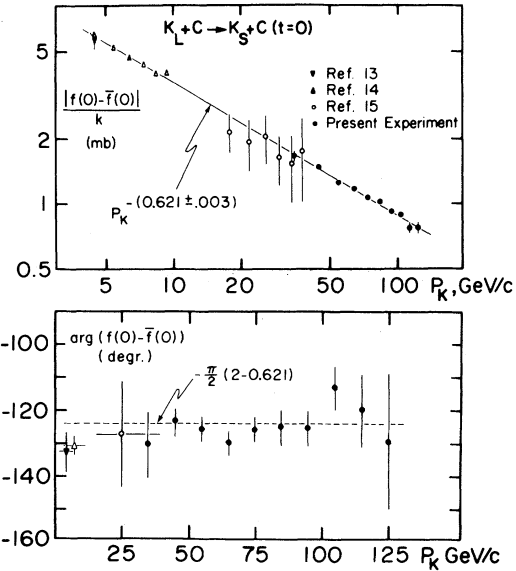 K_L+C→K_S+C (t=0)
5
2
1
0.5
|f(0)-f̄(0)|
k
(mb)
▼ Ref. 13
▲ Ref. 14
○ Ref. 15
● Present Experiment
P_K^-(0.621±.003)
5 10 20 50 100 P_K, GeV/c
-100
-120
-140
-160
arg (f(0)-f̄(0))
(degr.)
-π/2 (2-0.621)
25 50 75 100 125 P_K GeV/c